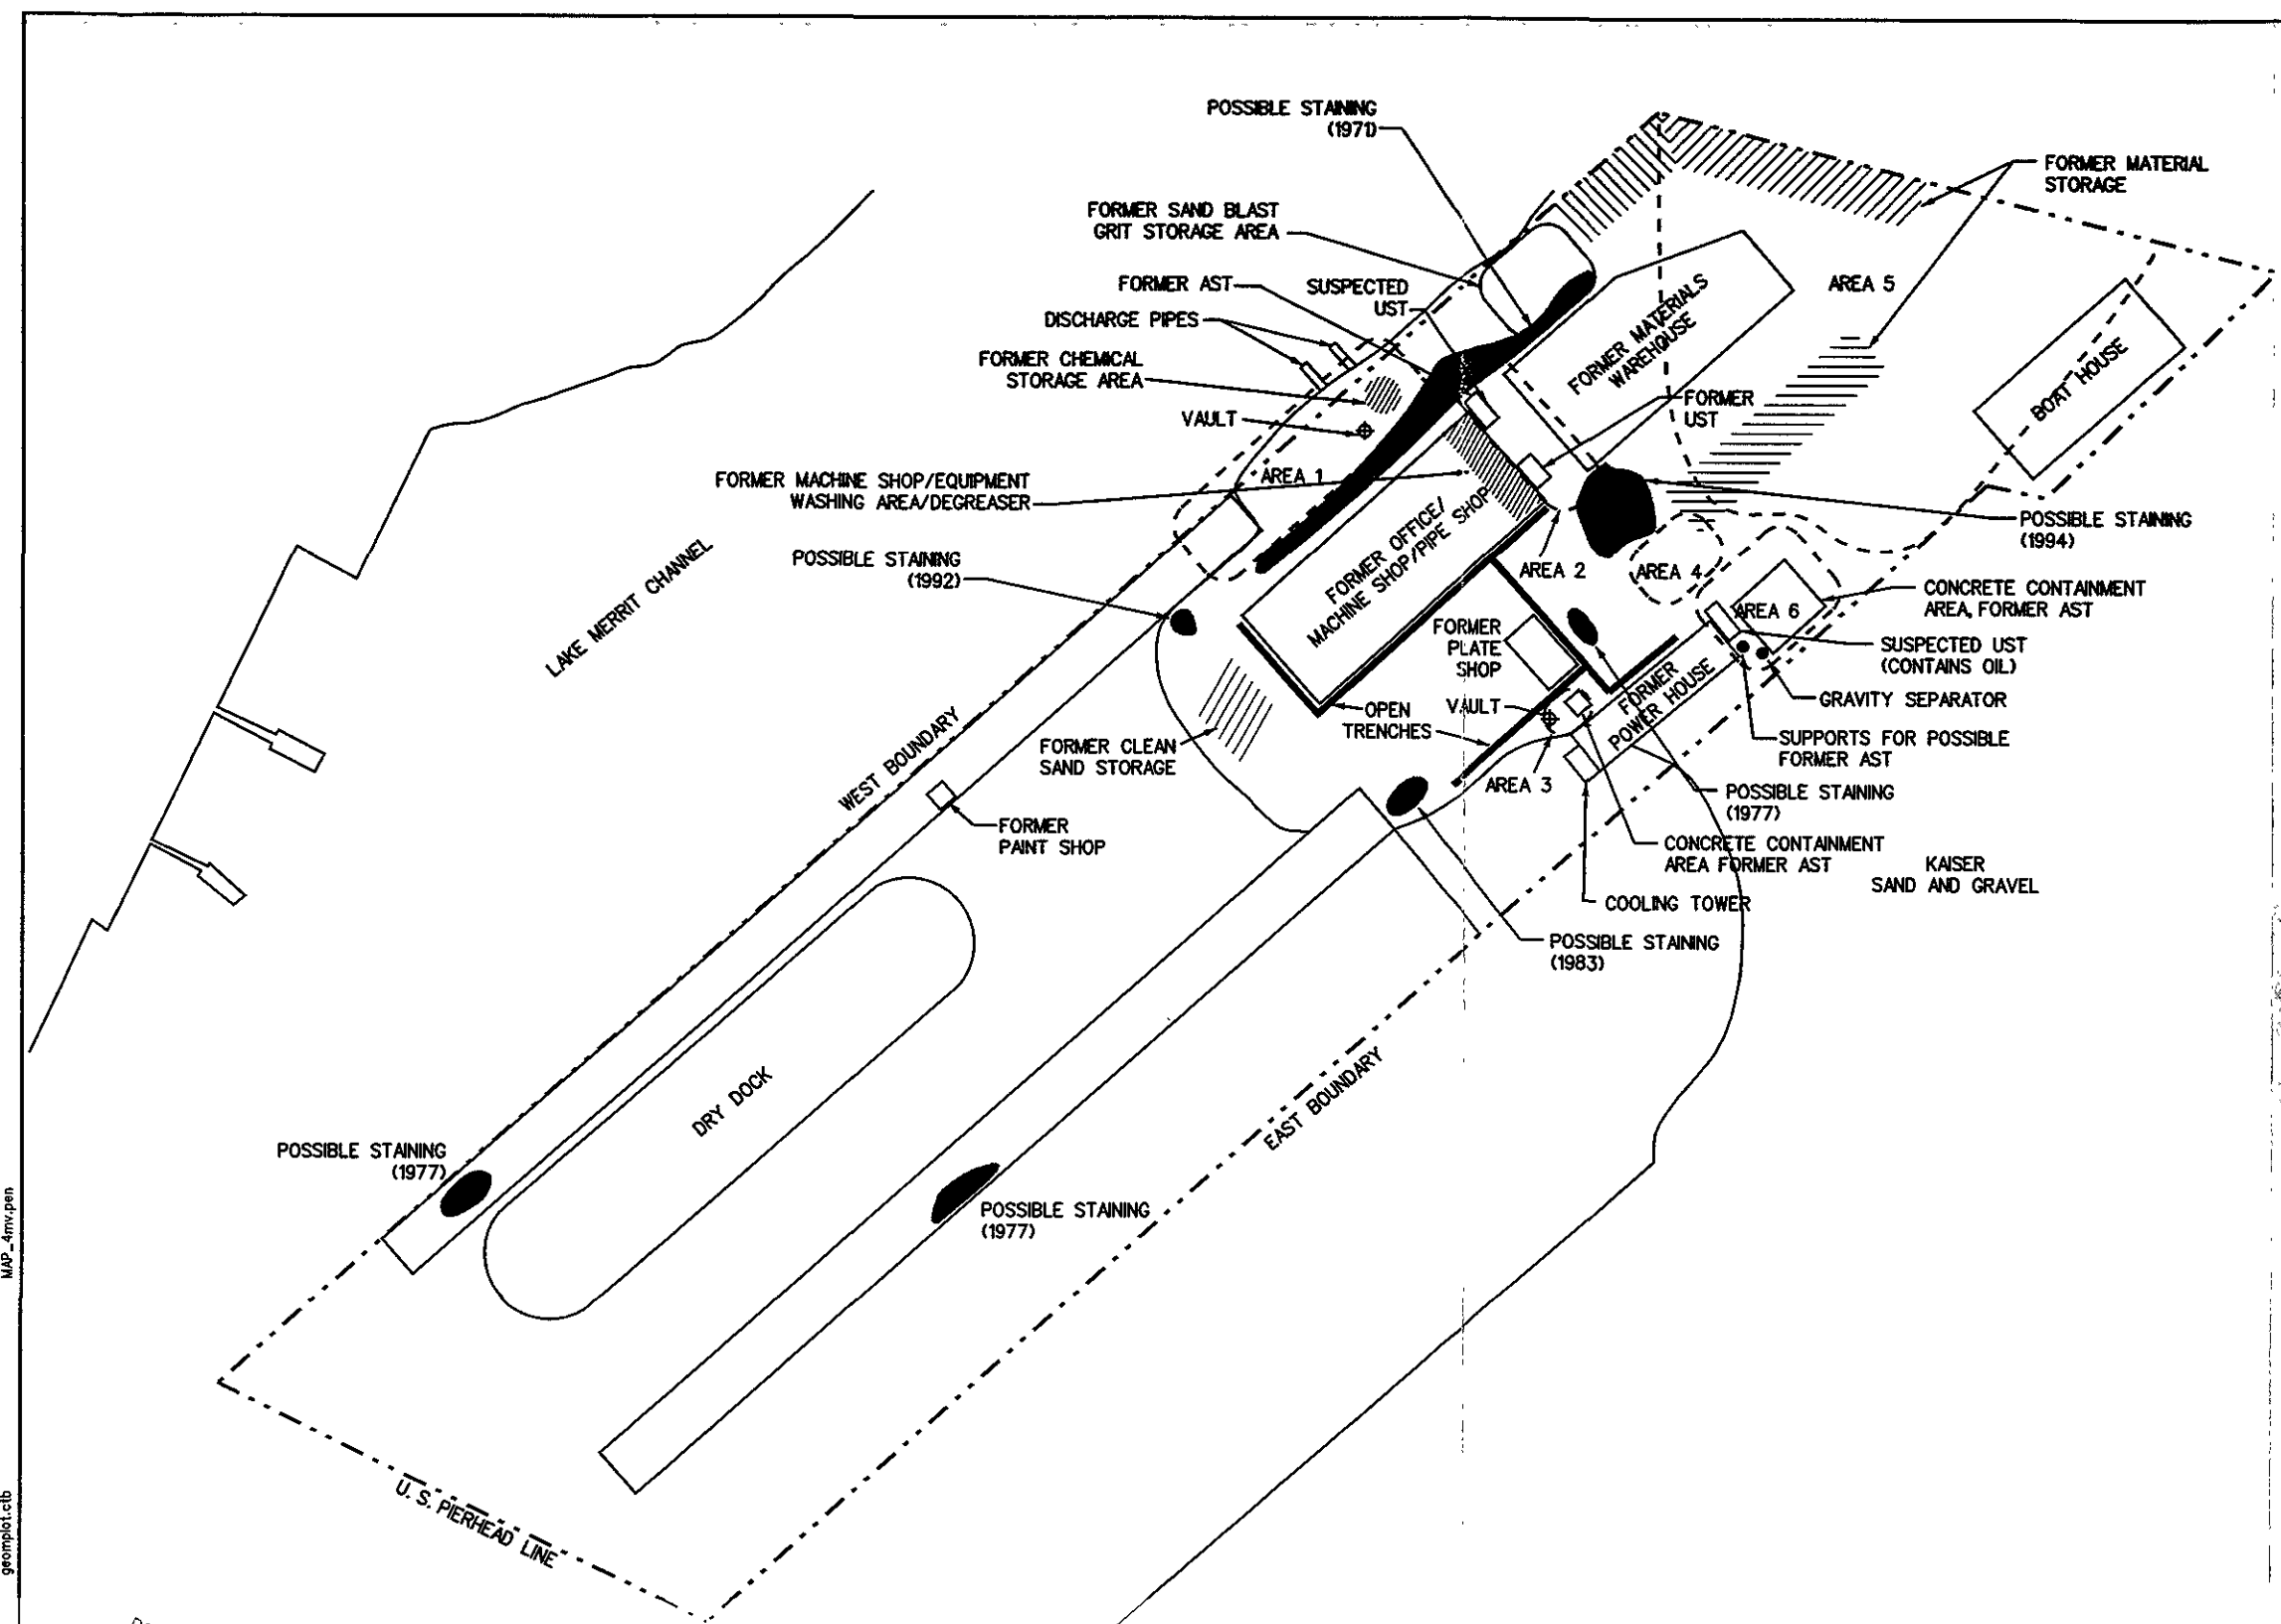 POSSIBLE STAINING
(1971)
FORMER MATERIAL
STORAGE
FORMER SAND BLAST
GRIT STORAGE AREA
FORMER AST
SUSPECTED
UST
AREA 5
DISCHARGE PIPES
FORMER MATERIALS
WAREHOUSE
FORMER CHEMICAL
STORAGE AREA
BOAT HOUSE
VAULT
FORMER
UST
AREA 1
FORMER MACHINE SHOP/EQUIPMENT
WASHING AREA/DEGREASER
POSSIBLE STAINING
(1994)
FORMER OFFICE/
MACHINE SHOP/PIPE SHOP
POSSIBLE STAINING
(1992)
AREA 2
AREA 4
LAKE MERRIT CHANNEL
CONCRETE CONTAINMENT
AREA, FORMER AST
AREA 6
FORMER
PLATE
SHOP
SUSPECTED UST
(CONTAINS OIL)
FORMER
POWER HOUSE
GRAVITY SEPARATOR
OPEN
TRENCHES
VAULT
SUPPORTS FOR POSSIBLE
FORMER AST
FORMER CLEAN
SAND STORAGE
WEST BOUNDARY
AREA 3
POSSIBLE STAINING
(1977)
FORMER
PAINT SHOP
CONCRETE CONTAINMENT
AREA FORMER AST
KAISER
SAND AND GRAVEL
COOLING TOWER
POSSIBLE STAINING
(1983)
DRY DOCK
EAST BOUNDARY
POSSIBLE STAINING
(1977)
POSSIBLE STAINING
(1977)
U. S. PIERHEAD LINE
MAP_4mv.pen
geomplot.ctb